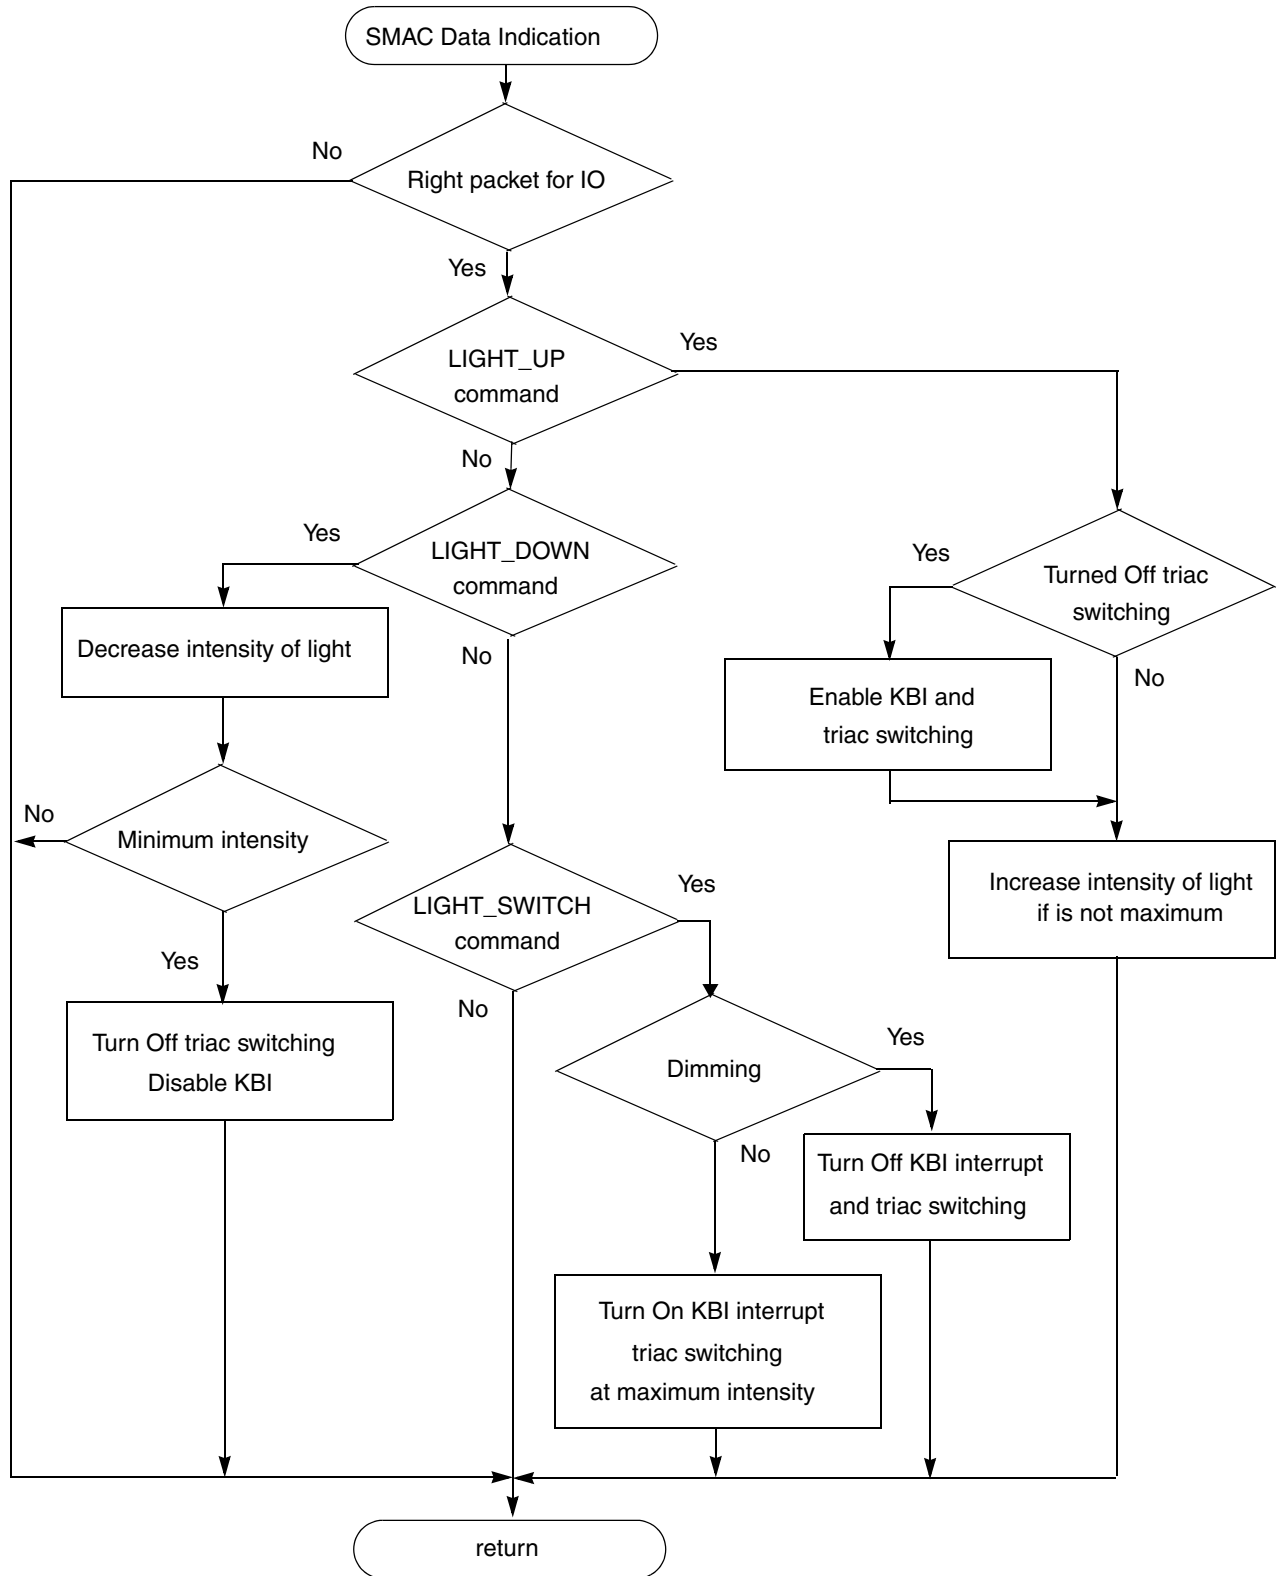 SMAC Data Indication
No
Right packet for IO
Yes
LIGHT_UP
command
Yes
No
LIGHT_DOWN
command
Yes
Decrease intensity of light
No
Turned Off triac
switching
Yes
No
Enable KBI and
triac switching
Minimum intensity
No
Yes
Increase intensity of light
if is not maximum
LIGHT_SWITCH
command
Yes
No
Turn Off triac switching
Disable KBI
Dimming
Yes
No
Turn Off KBI interrupt
and triac switching
Turn On KBI interrupt
triac switching
at maximum intensity
return